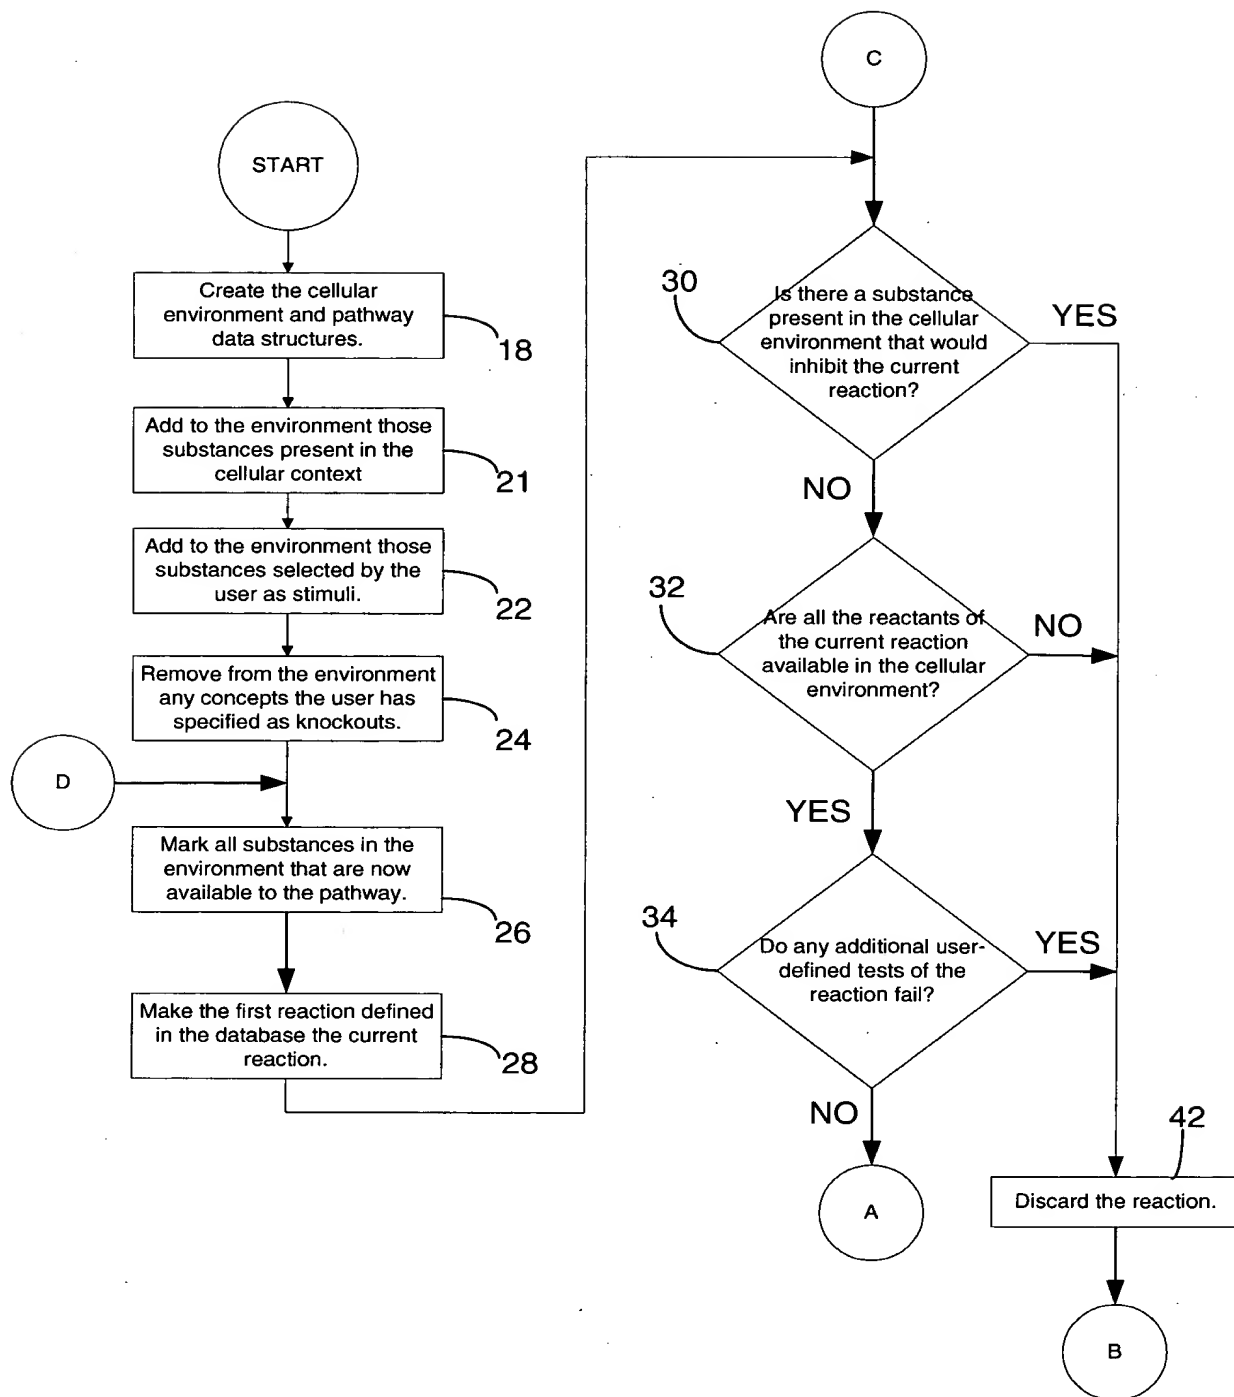 START
Create the cellular
environment and pathway
data structures.
18
Add to the environment those
substances present in the
cellular context
21
Add to the environment those
substances selected by the
user as stimuli.
22
Remove from the environment
any concepts the user has
specified as knockouts.
24
D
Mark all substances in the
environment that are now
available to the pathway.
26
Make the first reaction defined
in the database the current
reaction.
28
C
30
Is there a substance
present in the cellular
environment that would
inhibit the current
reaction?
YES
NO
32
Are all the reactants of
the current reaction
available in the cellular
environment?
NO
YES
34
Do any additional user-
defined tests of the
reaction fail?
YES
NO
A
42
Discard the reaction.
B